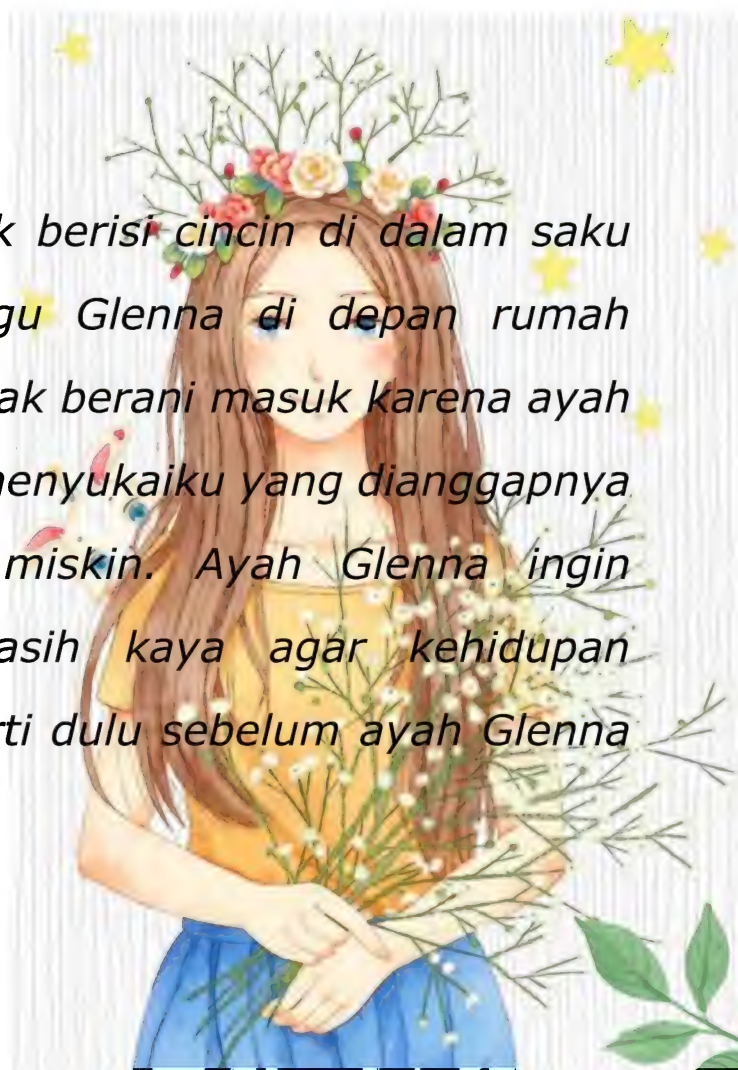 k berisi cincin di dalam saku
gu Glenna di depan rumah
ak berani masuk karena ayah
enyukaiku yang dianggapnya
miskin. Ayah Glenna ingin
asih kaya agar kehidupan
rti dulu sebelum ayah Glenna